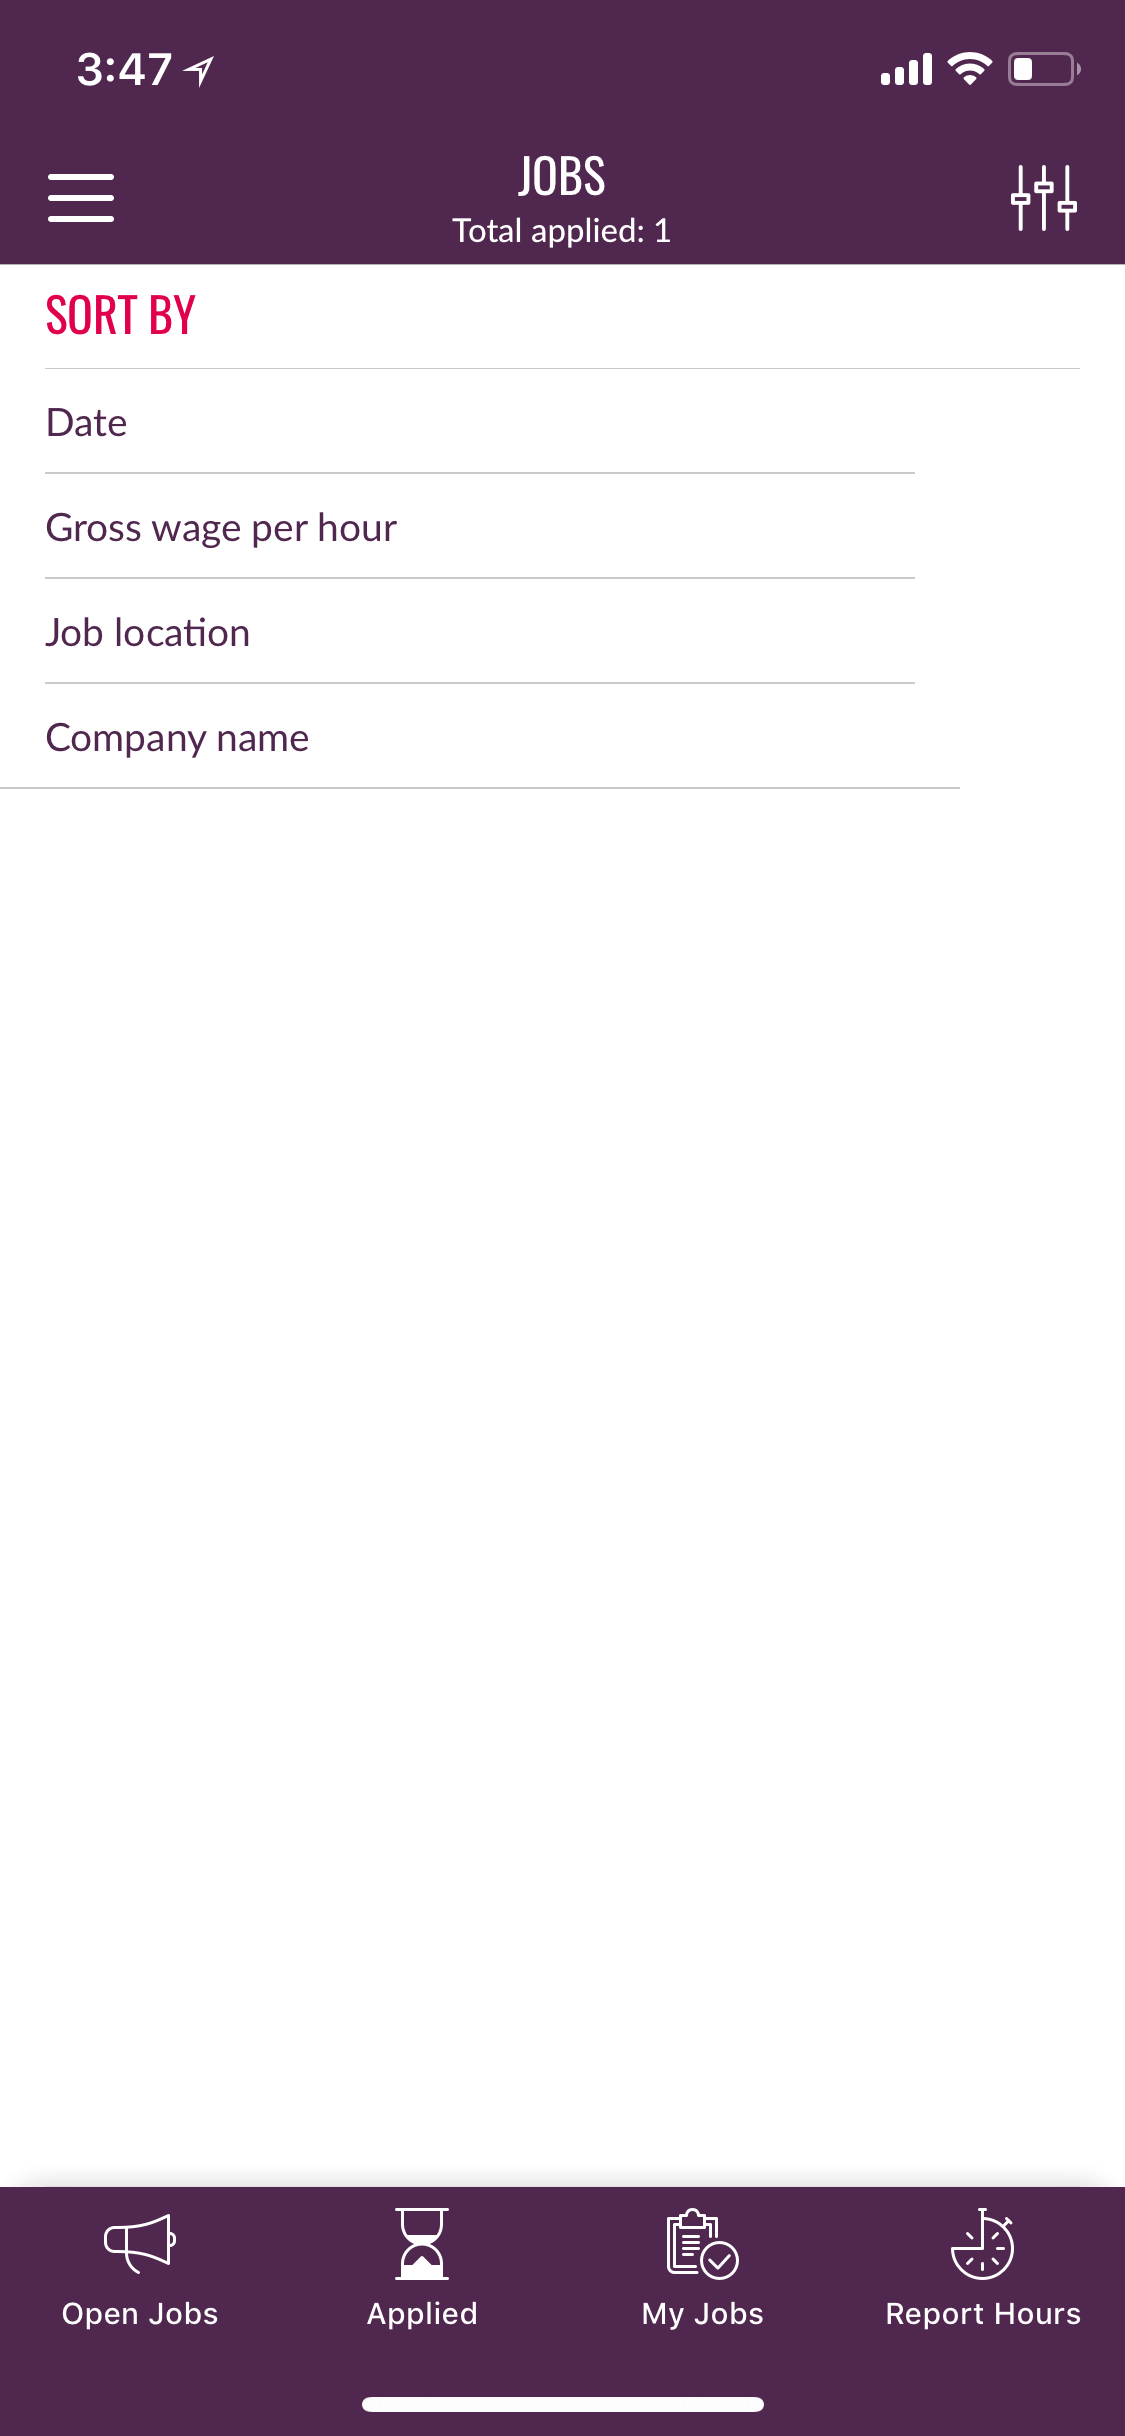 3:47
JOBS
Total applied: 1
SORT BY
Date
Gross wage per hour
Job location
Company name
Open Jobs
Applied
My Jobs
Report Hours